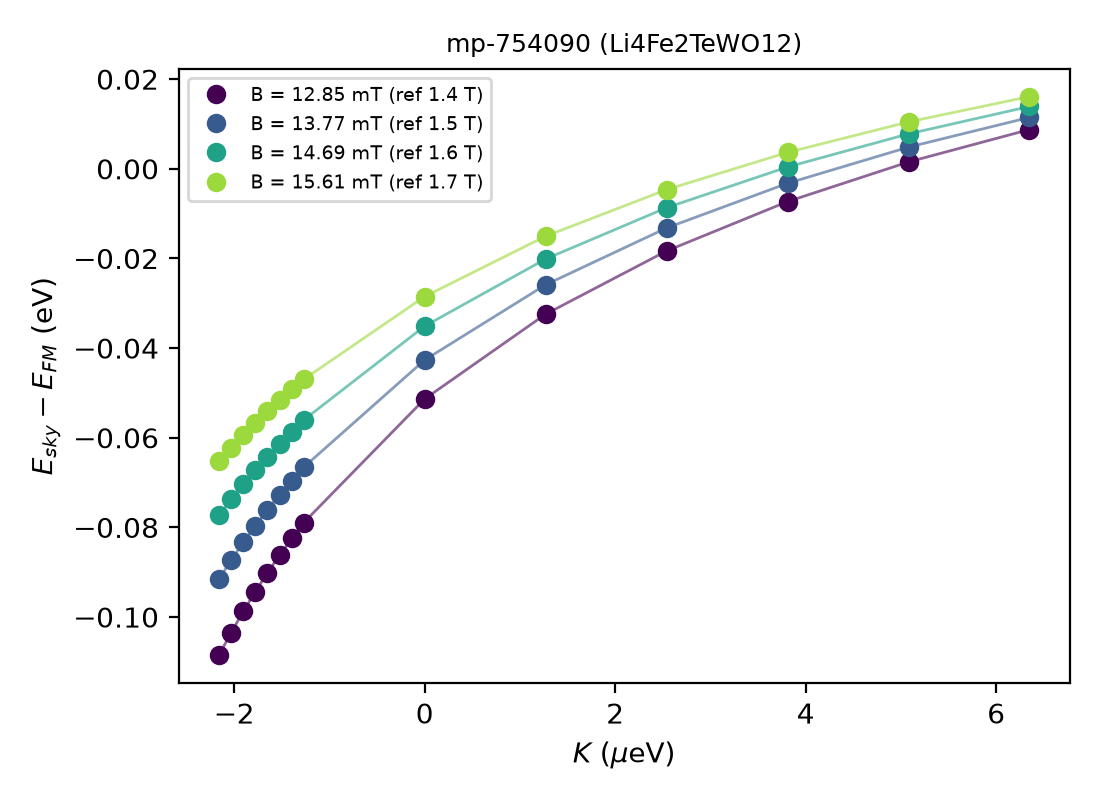 mp-754090 (Li4Fe2TeWO12)
B = 12.85 mT (ref 1.4 T)
B = 13.77 mT (ref 1.5 T)
B = 14.69 mT (ref 1.6 T)
B = 15.61 mT (ref 1.7 T)
0.02
0.00
−0.02
−0.04
−0.06
−0.08
−0.10
E_sky − E_FM (eV)
−2 0 2 4 6
K (μeV)